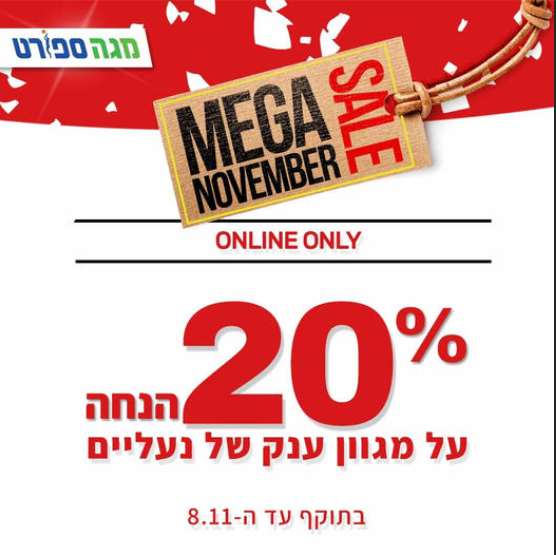 מגה ספורט
MEGA
NOVEMBER
SALE
ONLINE ONLY
20%
הנחה
על מגוון ענק של נעליים
בתוקף עד ה-8.11